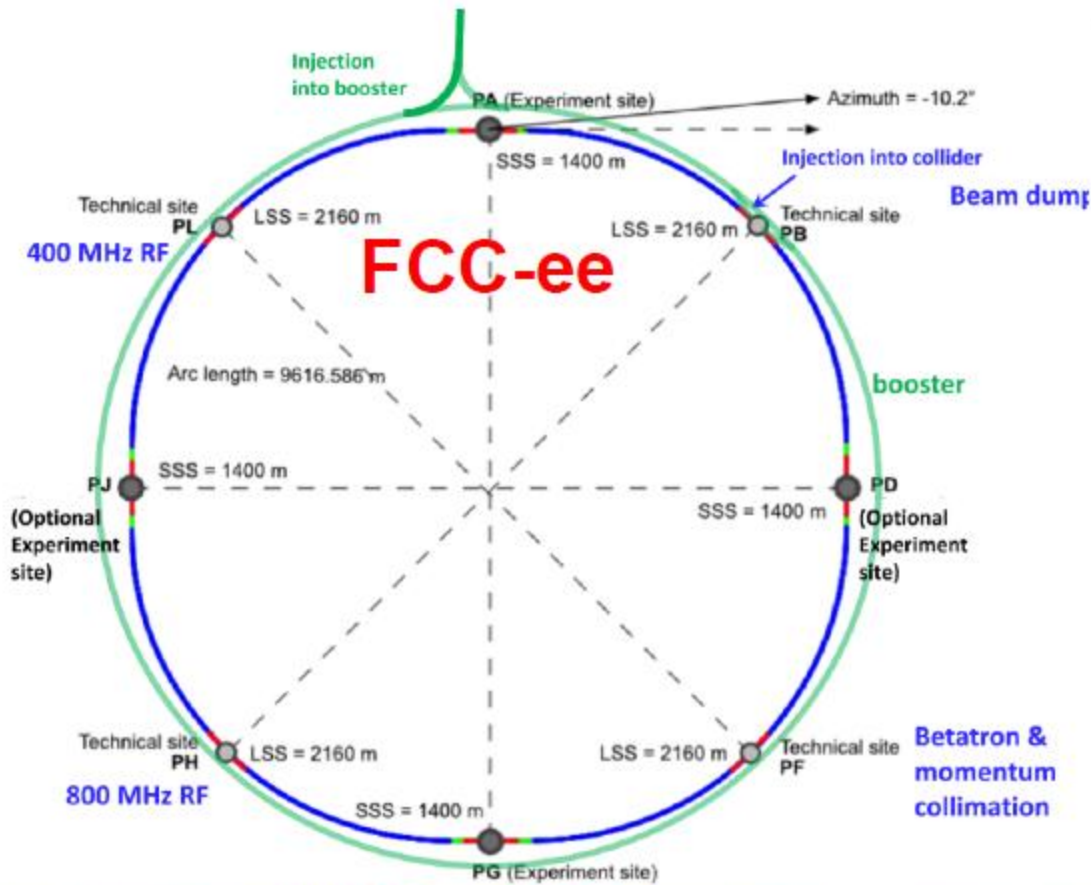 Injection
into booster
PA (Experiment site)
Azimuth = -10.2°
SSS = 1400 m
Injection into collider
Technical site
PL
LSS = 2160 m
400 MHz RF
FCC-ee
LSS = 2160 m
Technical site
PB
Beam dump
Arc length = 9616.586 m
booster
PJ
SSS = 1400 m
(Optional
Experiment
site)
SSS = 1400 m
PD
(Optional
Experiment
site)
Technical site
PH
LSS = 2160 m
800 MHz RF
LSS = 2160 m
Technical site
PF
Betatron &
momentum
collimation
SSS = 1400 m
PG (Experiment site)